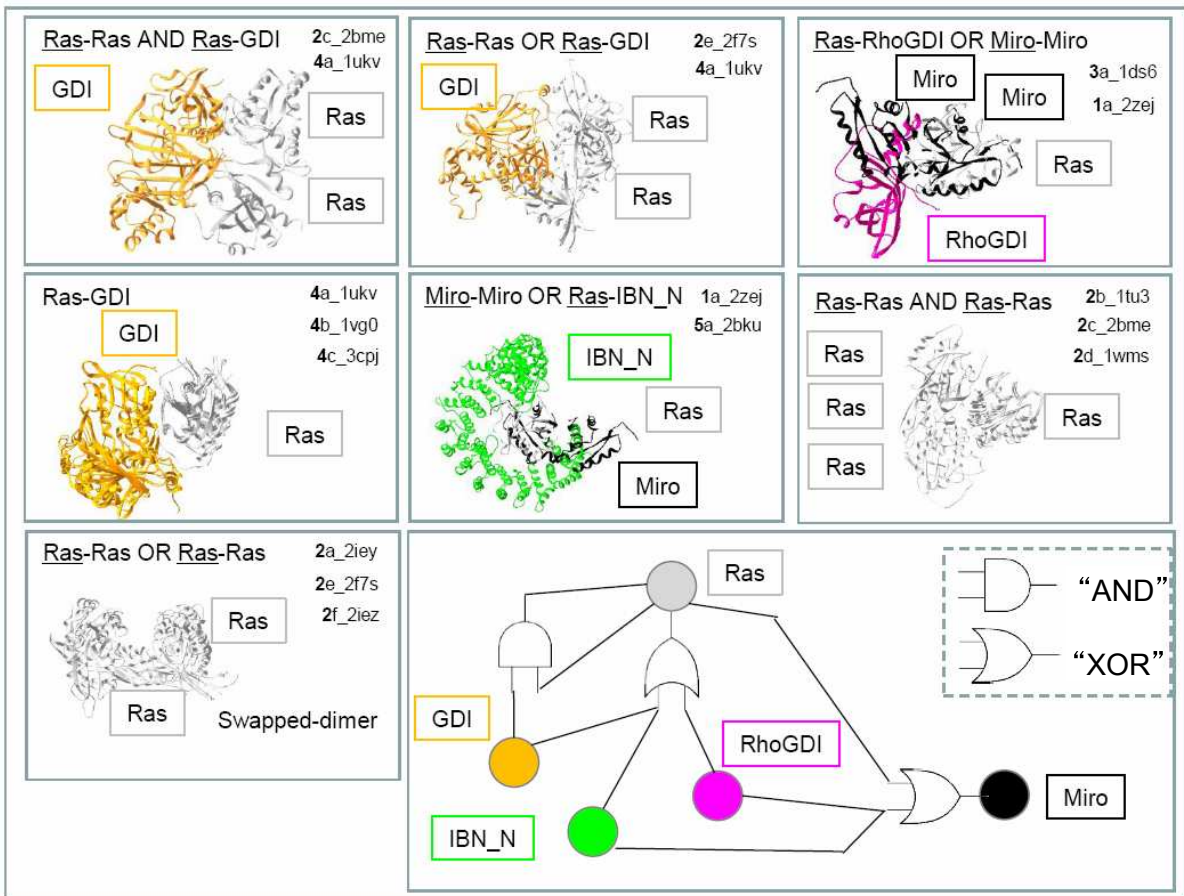 Ras-Ras AND Ras-GDI
2c_2bme
4a_1ukv
GDI
Ras
Ras
Ras-Ras OR Ras-GDI
2e_2f7s
4a_1ukv
GDI
Ras
Ras
Ras-RhoGDI OR Miro-Miro
Miro
3a_1ds6
Miro
1a_2zej
Ras
RhoGDI
Ras-GDI
4a_1ukv
GDI
4b_1vg0
4c_3cpj
Ras
Miro-Miro OR Ras-IBN_N
1a_2zej
5a_2bku
IBN_N
Ras
Miro
Ras-Ras AND Ras-Ras
2b_1tu3
2c_2bme
Ras
2d_1wms
Ras
Ras
Ras
Ras-Ras OR Ras-Ras
2a_2iey
2e_2f7s
Ras
2f_2iez
Ras
Swapped-dimer
Ras
“AND”
“XOR”
GDI
RhoGDI
Miro
IBN_N